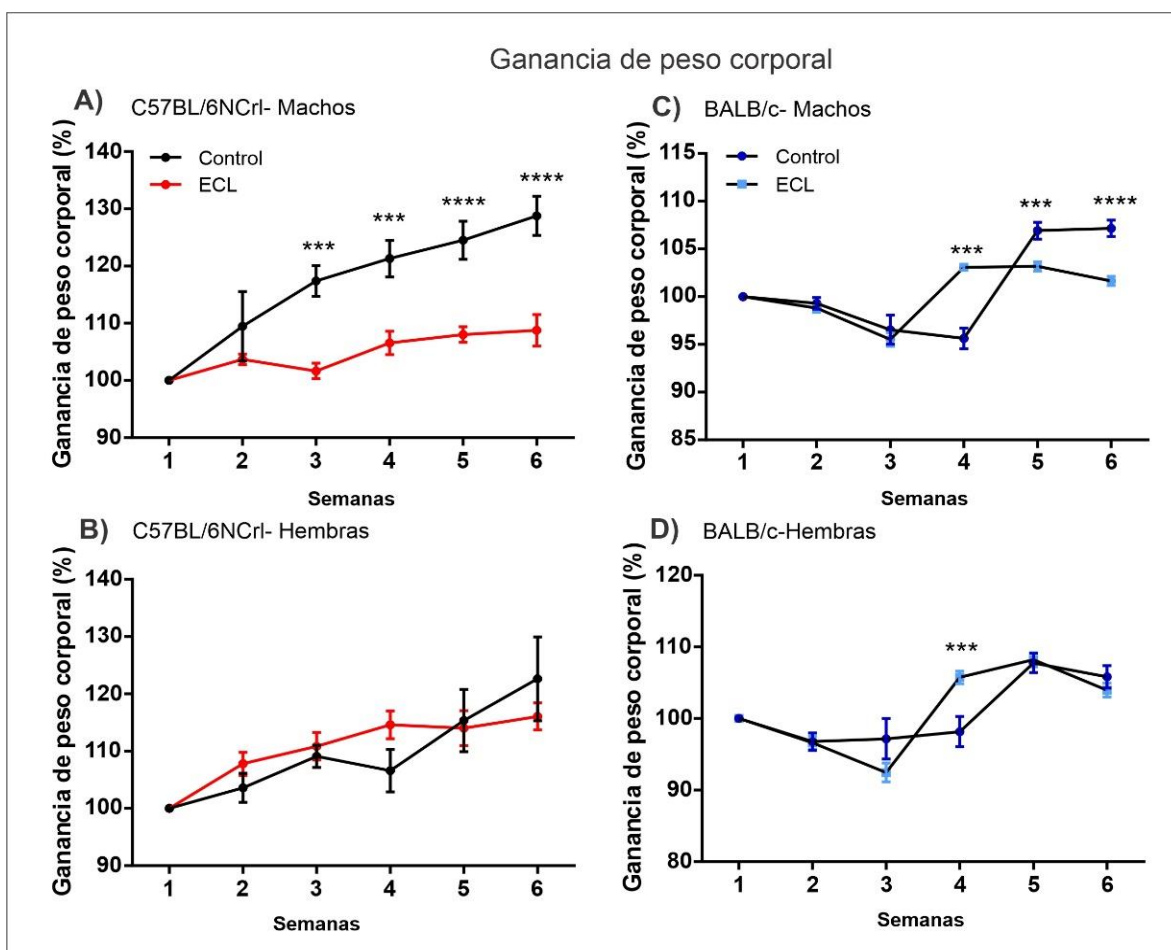 Ganancia de peso corporal
A) C57BL/6NCrl- Machos
Ganancia de peso corporal (%)
140
130
120
110
100
90
Control
ECL
***
***
****
****
1 2 3 4 5 6
Semanas
C) BALB/c- Machos
Ganancia de peso corporal (%)
115
110
105
100
95
90
85
Control
ECL
***
***
****
1 2 3 4 5 6
Semanas
B) C57BL/6NCrl- Hembras
Ganancia de peso corporal (%)
140
130
120
110
100
90
1 2 3 4 5 6
Semanas
D) BALB/c-Hembras
Ganancia de peso corporal (%)
120
110
100
90
80
***
1 2 3 4 5 6
Semanas